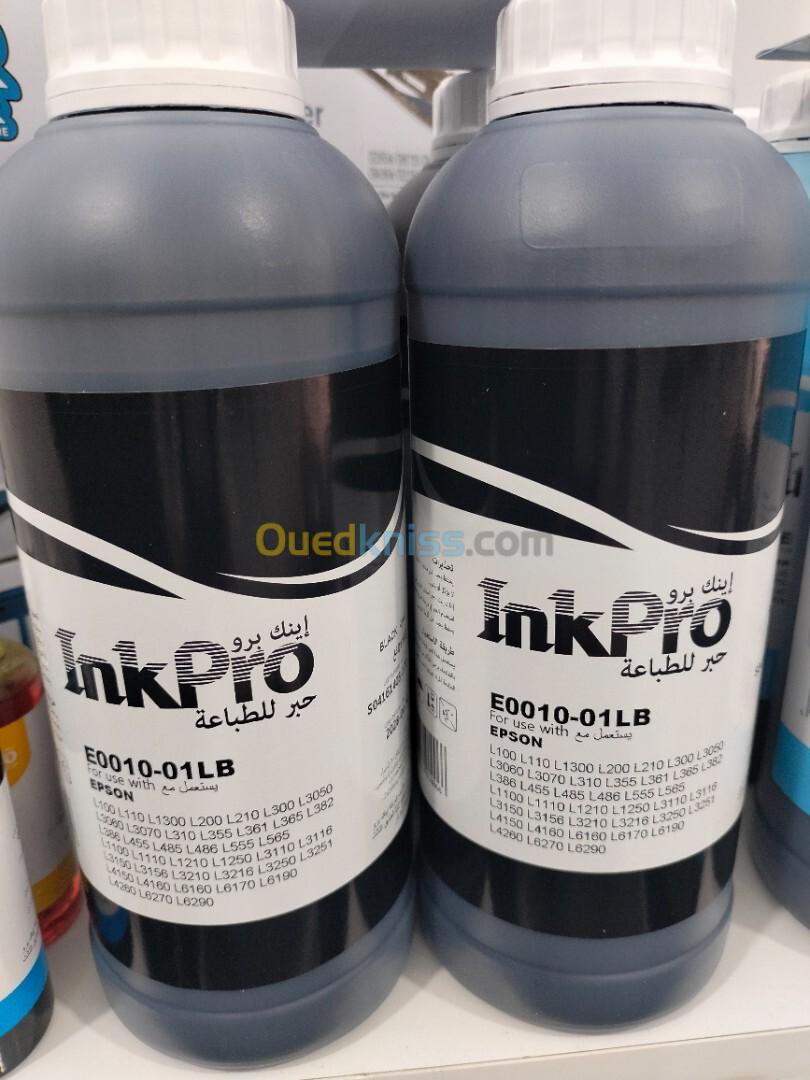 Ouedkniss.com
إينك برو
InkPro
حبر للطباعة
E0010-01LB
For use with يستعمل مع
EPSON
L100 L110 L1300 L200 L210 L300 L3050
L3060 L3070 L310 L355 L361 L365 L382
L386 L455 L485 L486 L555 L565
L1100 L1110 L1210 L1250 L3110 L3116
L3150 L3156 L3210 L3216 L3250 L3251
L4150 L4160 L6160 L6170 L6190
L4260 L6270 L6290
BLACK
إينك برو
InkPro
حبر للطباعة
E0010-01LB
For use with يستعمل مع
EPSON
L100 L110 L1300 L200 L210 L300 L3050
L3060 L3070 L310 L355 L361 L365 L382
L386 L455 L485 L486 L555 L565
L1100 L1110 L1210 L1250 L3110 L3116
L3150 L3156 L3210 L3216 L3250 L3251
L4150 L4160 L6160 L6170 L6190
L4260 L6270 L6290
تحذيرات